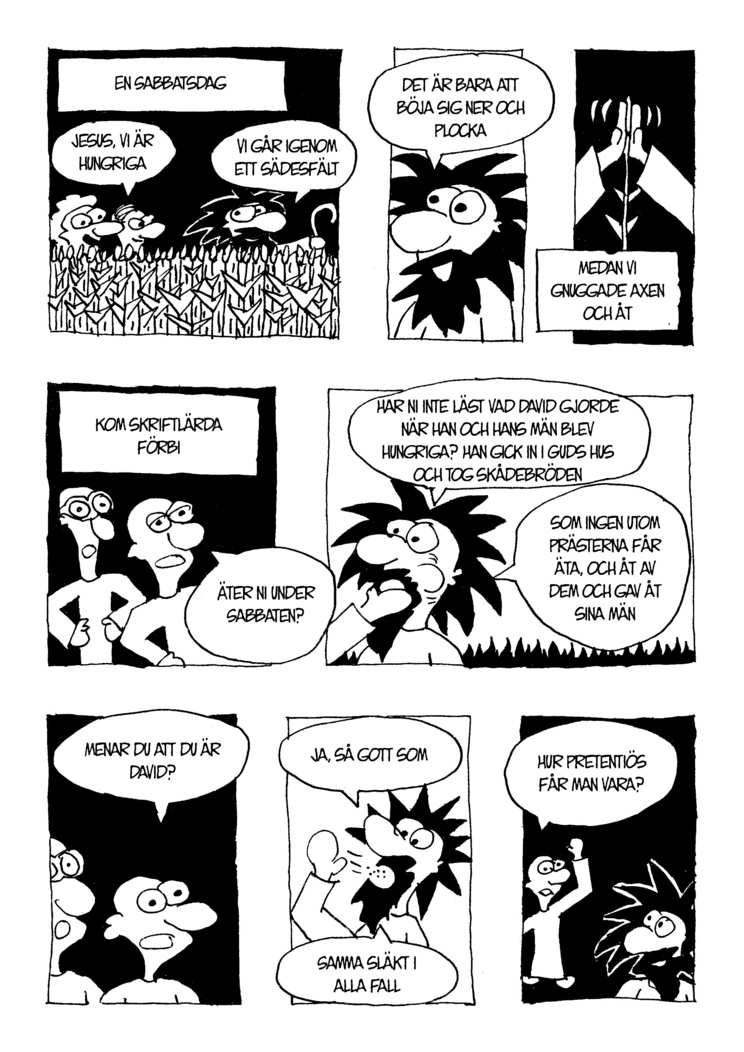 EN SABBATSDAG
JESUS, VI ÄR
HUNGRIGA
VI GÅR IGENOM
ETT SÄDESFÄLT
DET ÄR BARA ATT
BÖJA SIG NER OCH
PLOCKA
MEDAN VI
GNUGGADE AXEN
OCH ÅT
KOM SKRIFTLÄRDA
FÖRBI
ÄTER NI UNDER
SABBATEN?
HAR NI INTE LÄST VAD DAVID GJORDE
NÄR HAN OCH HANS MÄN BLEV
HUNGRIGA? HAN GICK IN I GUDS HUS
OCH TOG SKÅDEBRÖDEN
SOM INGEN UTOM
PRÄSTERNA FÅR
ÄTA, OCH ÅT AV
DEM OCH GAV ÅT
SINA MÄN
MENAR DU ATT DU ÄR
DAVID?
JA, SÅ GOTT SOM
SAMMA SLÄKT I
ALLA FALL
HUR PRETENTIÖS
FÅR MAN VARA?